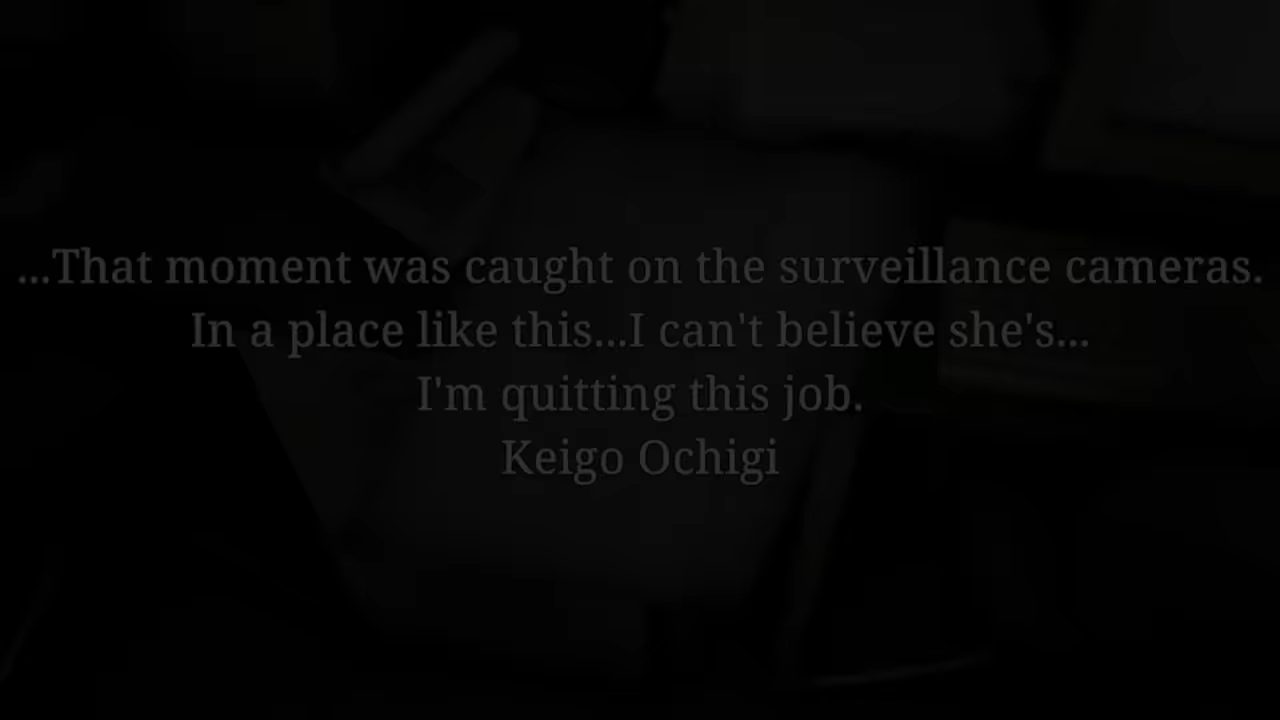 ...That moment was caught on the surveillance cameras.
In a place like this...I can't believe she's...
I'm quitting this job.
Keigo Ochigi